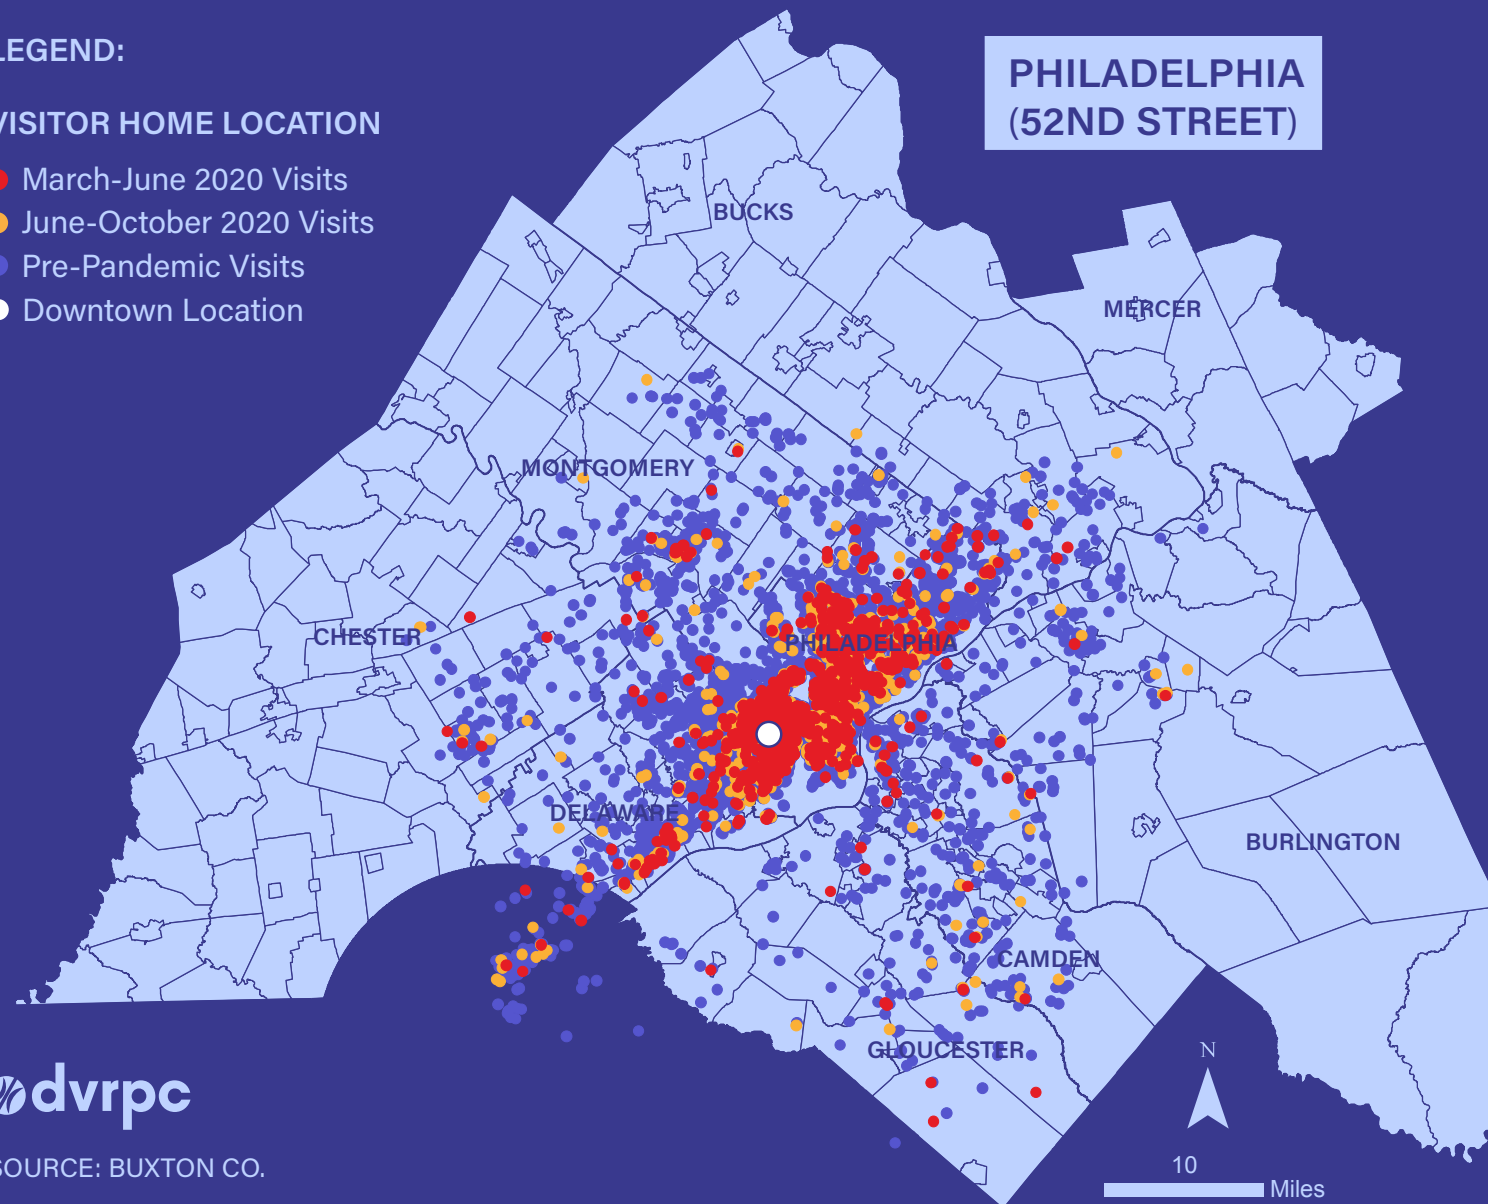 LEGEND:
VISITOR HOME LOCATION
March-June 2020 Visits
June-October 2020 Visits
Pre-Pandemic Visits
Downtown Location
PHILADELPHIA
(52ND STREET)
BUCKS
MERCER
MONTGOMERY
CHESTER
PHILADELPHIA
DELAWARE
BURLINGTON
CAMDEN
GLOUCESTER
N
10
Miles
dvrpc
SOURCE: BUXTON CO.